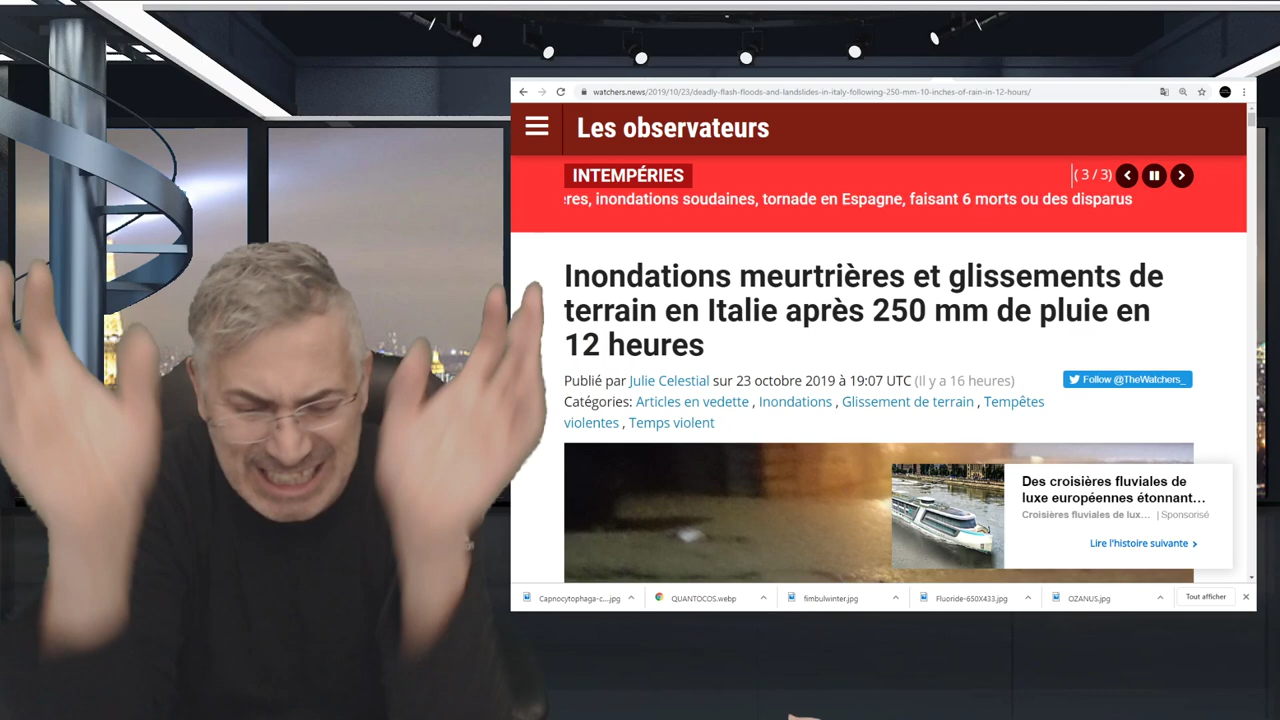 watchers.news/2019/10/23/deadly-flash-floods-and-landslides-in-italy-following-250-mm-10-inches-of-rain-in-12-hours/
Les observateurs
INTEMPÉRIES
( 3 / 3)
res, inondations soudaines, tornade en Espagne, faisant 6 morts ou des disparus
Inondations meurtrières et glissements de
terrain en Italie après 250 mm de pluie en
12 heures
Publié par Julie Celestial sur 23 octobre 2019 à 19:07 UTC (Il y a 16 heures)
Follow @TheWatchers_
Catégories: Articles en vedette , Inondations , Glissement de terrain , Tempêtes
violentes , Temps violent
Des croisières fluviales de
luxe européennes étonnant...
Croisières fluviales de lux... | Sponsorisé
Lire l'histoire suivante
Capnocytophaga-c....jpg
QUANTOCOS.webp
fimbulwinter.jpg
Fluoride-650X433.jpg
OZANUS.jpg
Tout afficher